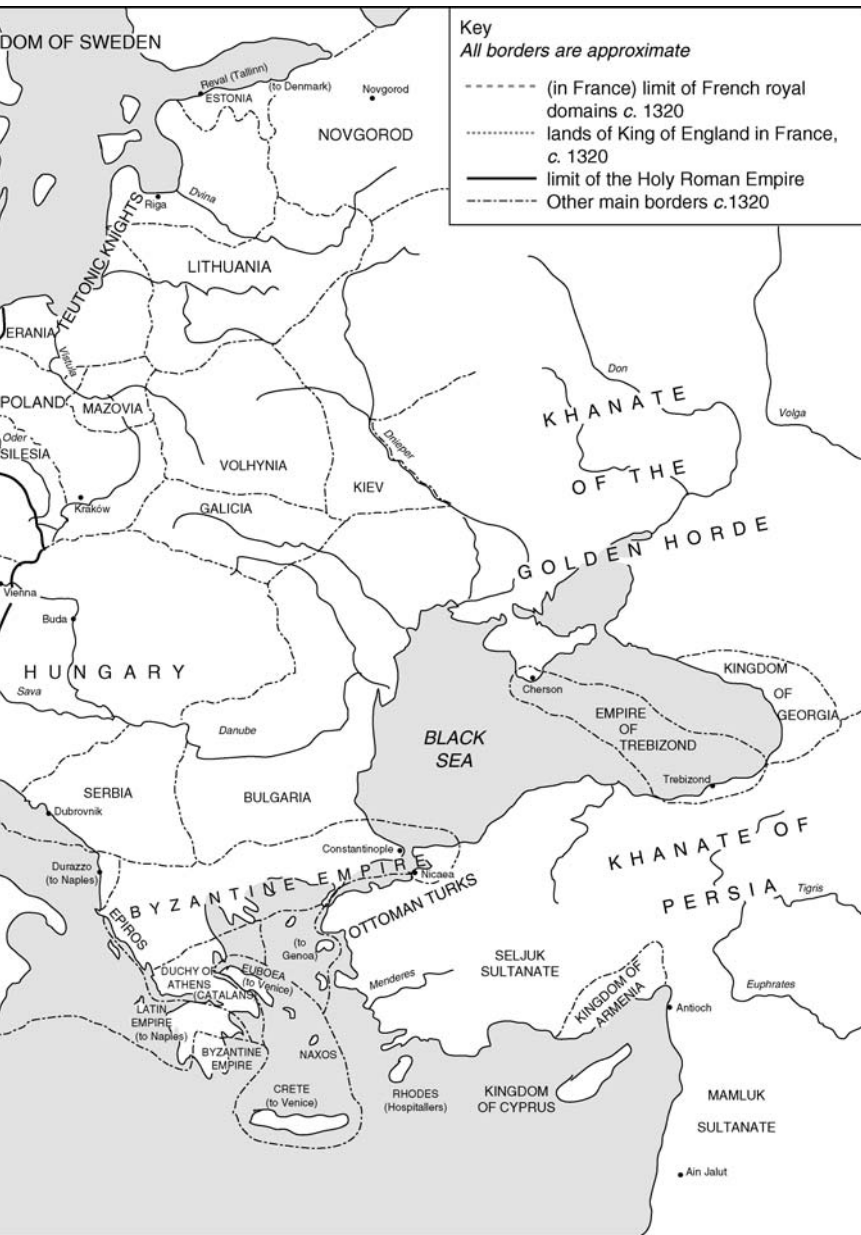 DOM OF SWEDEN
Key
All borders are approximate
(in France) limit of French royal
domains c. 1320
lands of King of England in France,
c. 1320
limit of the Holy Roman Empire
Other main borders c.1320
Reval (Tallinn)
ESTONIA
(to Denmark)
Novgorod
NOVGOROD
Riga
Dvina
TEUTONIC KNIGHTS
LITHUANIA
ERANIA
Vistula
POLAND
MAZOVIA
Oder
SILESIA
Kraków
VOLHYNIA
GALICIA
KIEV
Dnieper
Don
Volga
KHANATE
OF THE
GOLDEN HORDE
Vienna
Buda
HUNGARY
Sava
Danube
Cherson
KINGDOM
OF
GEORGIA
EMPIRE
OF
TREBIZOND
Trebizond
BLACK
SEA
SERBIA
BULGARIA
Dubrovnik
Constantinople
Nicaea
Durazzo
(to Naples)
BYZANTINE EMPIRE
EPIROS
OTTOMAN TURKS
KHANATE OF
PERSIA
Tigris
Euphrates
(to
Genoa)
DUCHY OF
ATHENS
(CATALANS)
EUBOEA
(to Venice)
Menderes
SELJUK
SULTANATE
KINGDOM OF
ARMENIA
Antioch
LATIN
EMPIRE
(to Naples)
BYZANTINE
EMPIRE
NAXOS
CRETE
(to Venice)
RHODES
(Hospitallers)
KINGDOM
OF CYPRUS
MAMLUK
SULTANATE
Ain Jalut